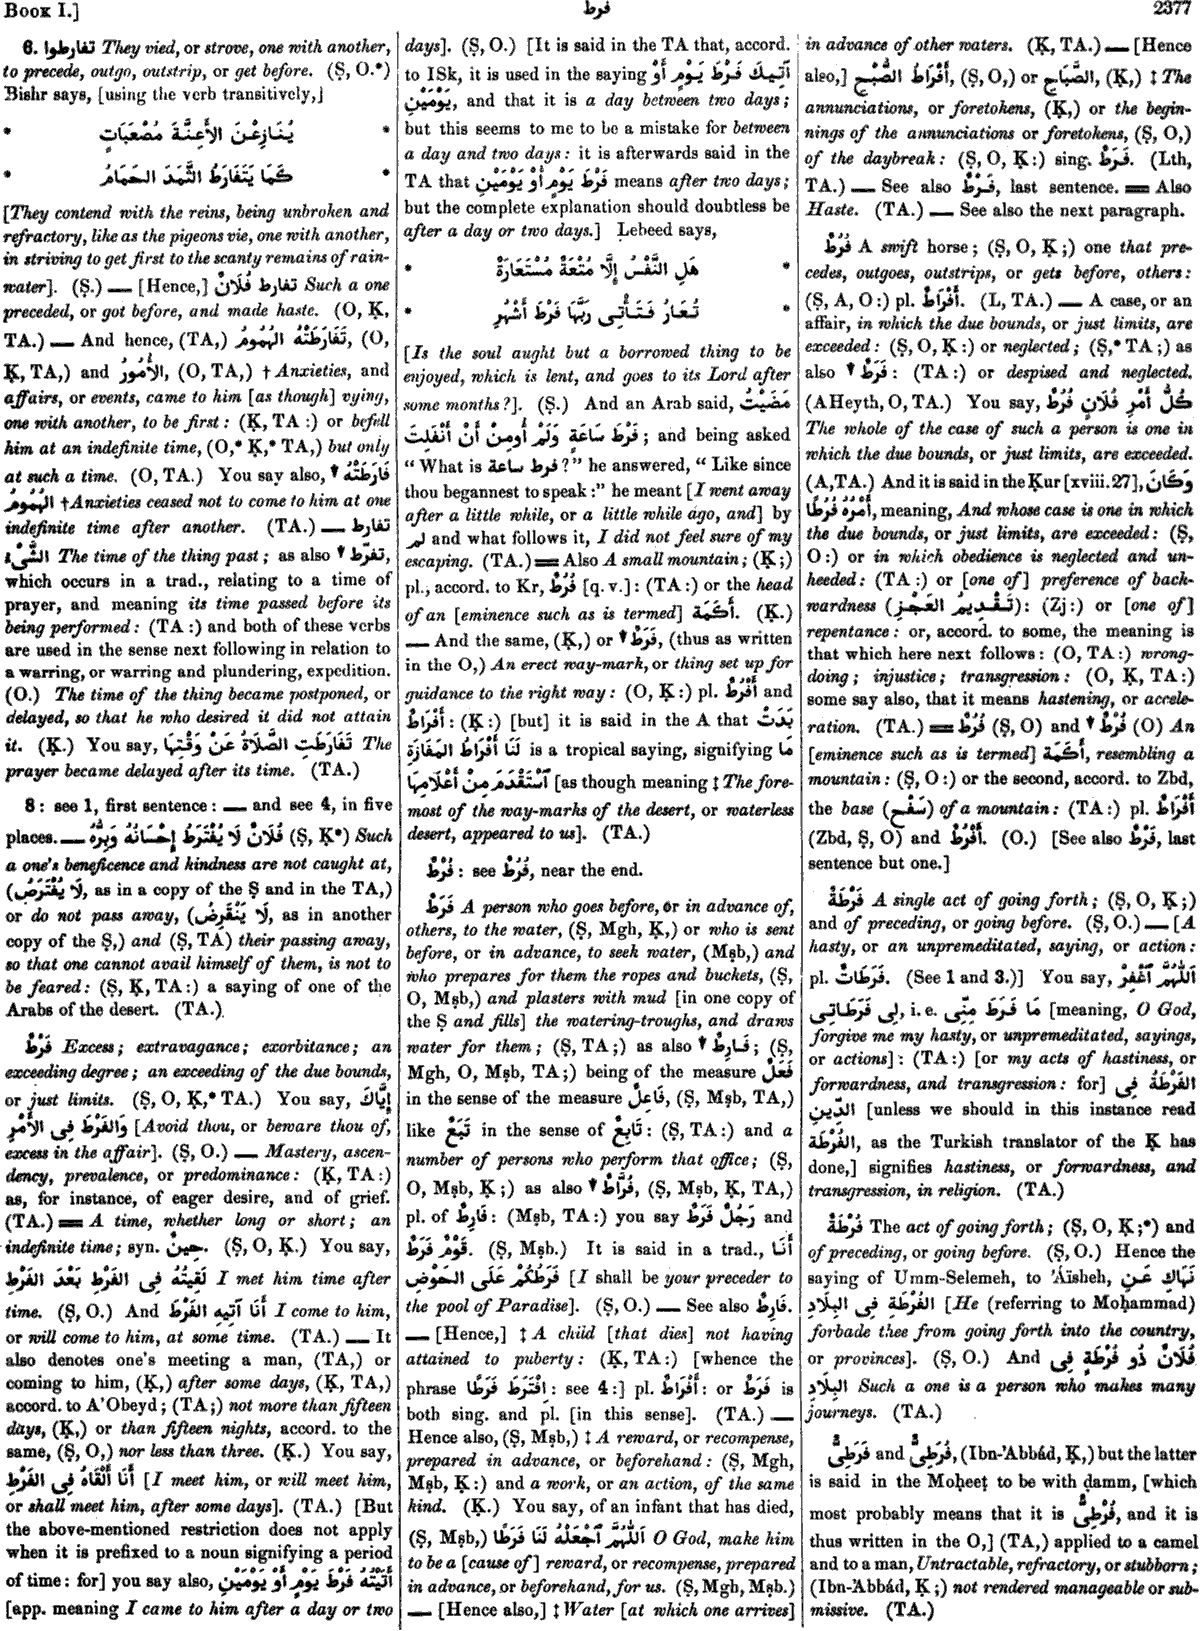 Book I.]
فرط
2377
6. تفارطوا They vied, or strove, one with another,
to precede, outgo, outstrip, or get before. (Ṣ, O.*)
Bishr says, [using the verb transitively,]
* يُنَازِعْنَ الأَعِنَّةَ مُصْعَبَاتٍ *
* كَمَا يَتَفَارَطُ الثَّمَدَ الحَمَامُ *
[They contend with the reins, being unbroken and
refractory, like as the pigeons vie, one with another,
in striving to get first to the scanty remains of rain-
water]. (Ṣ.) — [Hence,] تفارط فُلَانٌ Such a one
preceded, or got before, and made haste. (O, Ḳ,
TA.) — And hence, (TA,) تَفَارَطَتْهُ الهُمُومُ, (O,
Ḳ, TA,) and الأُمُورُ, (O, TA,) † Anxieties, and
affairs, or events, came to him [as though] vying,
one with another, to be first: (Ḳ, TA:) or befell
him at an indefinite time, (O,* Ḳ,* TA,) but only
at such a time. (O, TA.) You say also, ▼ فَارَطَتْهُ
الهُمُومُ † Anxieties ceased not to come to him at one
indefinite time after another. (TA.) — تفارط
الشَّىْءُ The time of the thing past; as also ▼ تفرّط,
which occurs in a trad., relating to a time of
prayer, and meaning its time passed before its
being performed: (TA:) and both of these verbs
are used in the sense next following in relation to
a warring, or warring and plundering, expedition.
(O.) The time of the thing became postponed, or
delayed, so that he who desired it did not attain
it. (Ḳ.) You say, تَفَارَطَتِ الصَّلَاةُ عَنْ وَقْتِهَا The
prayer became delayed after its time. (TA.)
8: see 1, first sentence: — and see 4, in five
places. — فُلَانٌ لَا يُفْتَرَطُ إِحْسَانُهُ وَبِرُّهُ (Ṣ, Ḳ*) Such
a one's beneficence and kindness are not caught at,
(لَا يُفْتَرَصُ, as in a copy of the Ṣ and in the TA,)
or do not pass away, (لَا يَنْقَرِضُ, as in another
copy of the Ṣ,) and (Ṣ, TA) their passing away,
so that one cannot avail himself of them, is not to
be feared: (Ṣ, Ḳ, TA:) a saying of one of the
Arabs of the desert. (TA.)
فَرْطٌ Excess; extravagance; exorbitance; an
exceeding degree; an exceeding of the due bounds,
or just limits. (Ṣ, O, Ḳ,* TA.) You say, إِيَّاكَ
وَالفَرْطَ فِى الأَمْرِ [Avoid thou, or beware thou of,
excess in the affair]. (Ṣ, O.) — Mastery, ascen-
dency, prevalence, or predominance: (Ḳ, TA:)
as, for instance, of eager desire, and of grief.
(TA.) = A time, whether long or short; an
indefinite time; syn. حِينٌ. (Ṣ, O, Ḳ.) You say,
لَقِيتُهُ فِى الفَرْطِ بَعْدَ الفَرْطِ I met him time after
time. (Ṣ, O.) And أَنَا آتِيهِ الفَرْطَ I come to him,
or will come to him, at some time. (TA.) — It
also denotes one's meeting a man, (TA,) or
coming to him, (Ḳ,) after some days, (Ḳ, TA,)
accord. to A'Obeyd; (TA;) not more than fifteen
days, (Ḳ,) or than fifteen nights, accord. to the
same, (Ṣ, O,) nor less than three. (Ḳ.) You say,
أَنَا أَلْقَاهُ فِى الفَرْطِ [I meet him, or will meet him,
or shall meet him, after some days]. (TA.) [But
the above-mentioned restriction does not apply
when it is prefixed to a noun signifying a period
of time: for] you say also, أَتَيْتُهُ فَرْطَ يَوْمٍ أَوْ يَوْمَيْنِ
[app. meaning I came to him after a day or two
days]. (Ṣ, O.) [It is said in the TA that, accord.
to ISk, it is used in the saying آتِيكَ فَرْطَ يَوْمٍ أَوْ
يَوْمَيْنِ, and that it is a day between two days;
but this seems to me to be a mistake for between
a day and two days: it is afterwards said in the
TA that فَرْطَ يَوْمٍ أَوْ يَوْمَيْنِ means after two days;
but the complete explanation should doubtless be
after a day or two days.] Lebeed says,
* هَلِ النَّفْسُ إِلَّا مُتْعَةٌ مُسْتَعَارَةٌ *
* تُعَارُ فَتَأْتِى رَبَّهَا فَرْطَ أَشْهُرِ *
[Is the soul aught but a borrowed thing to be
enjoyed, which is lent, and goes to its Lord after
some months?]. (Ṣ.) And an Arab said, مَضَيْتُ
فَرْطَ سَاعَةٍ وَلَمْ أُومِنْ أَنْ أَنْفَلِتَ; and being asked
“What is فرط ساعة?” he answered, “Like since
thou begannest to speak:” he meant [I went away
after a little while, or a little while ago, and] by
لم and what follows it, I did not feel sure of my
escaping. (TA.) = Also A small mountain; (Ḳ;)
pl., accord. to Kr, فُرُطٌ [q. v.]: (TA:) or the head
of an [eminence such as is termed] أَكَمَة. (Ḳ.)
— And the same, (Ḳ,) or ▼ فَرَطٌ, (thus as written
in the O,) An erect way-mark, or thing set up for
guidance to the right way: (O, Ḳ:) pl. أَفْرُطٌ and
أَفْرَاطٌ: (Ḳ:) [but] it is said in the A that بَدَتْ
لَنَا أَفْرَاطُ المَفَازَةِ is a tropical saying, signifying مَا
ٱسْتَقْدَمَ مِنْ أَعْلَامِهَا [as though meaning ‡ The fore-
most of the way-marks of the desert, or waterless
desert, appeared to us]. (TA.)
فُرْطٌ: see فُرُطٌ, near the end.
فَرَطٌ A person who goes before, or in advance of,
others, to the water, (Ṣ, Mgh, Ḳ,) or who is sent
before, or in advance, to seek water, (Mṣb,) and
who prepares for them the ropes and buckets, (Ṣ,
O, Mṣb,) and plasters with mud [in one copy of
the Ṣ and fills] the watering-troughs, and draws
water for them; (Ṣ, TA;) as also ▼ فَارِطٌ; (Ṣ,
Mgh, O, Mṣb, TA;) being of the measure فَعَلٌ
in the sense of the measure فَاعِلٌ, (Ṣ, Mṣb, TA,)
like تَبَعٌ in the sense of تَابِعٌ: (Ṣ, TA:) and a
number of persons who perform that office; (Ṣ,
O, Mṣb, Ḳ;) as also ▼ فُرَّاطٌ, (Ṣ, Mṣb, Ḳ, TA,)
pl. of فَارِطٌ: (Mṣb, TA:) you say رَجُلٌ فَرَطٌ and
قَوْمٌ فَرَطٌ. (Ṣ, Mṣb.) It is said in a trad., أَنَا
فَرَطُكُمْ عَلَى الحَوْضِ [I shall be your preceder to
the pool of Paradise]. (Ṣ, O.) — See also فَارِطٌ.
— [Hence,] ‡ A child [that dies] not having
attained to puberty: (Ḳ, TA:) [whence the
phrase افْتَرَطَ فَرَطًا: see 4:] pl. أَفْرَاطٌ: or فَرَطٌ is
both sing. and pl. [in this sense]. (TA.) —
Hence also, (Ṣ, Mṣb,) ‡ A reward, or recompense,
prepared in advance, or beforehand: (Ṣ, Mgh,
Mṣb, Ḳ:) and a work, or an action, of the same
kind. (Ḳ.) You say, of an infant that has died,
(Ṣ, Mṣb,) اَللّٰهُمَّ ٱجْعَلْهُ لَنَا فَرَطًا O God, make him
to be a [cause of] reward, or recompense, prepared
in advance, or beforehand, for us. (Ṣ, Mgh, Mṣb.)
— [Hence also,] ‡ Water [at which one arrives]
in advance of other waters. (Ḳ, TA.) — [Hence
also,] أَفْرَاطُ الصُّبْحِ, (Ṣ, O,) or الصَّبَاحِ, (Ḳ,) ‡ The
annunciations, or foretokens, (Ḳ,) or the begin-
nings of the annunciations or foretokens, (Ṣ, O,)
of the daybreak: (Ṣ, O, Ḳ:) sing. فَرَطٌ. (Lth,
TA.) — See also فَرْطٌ, last sentence. = Also
Haste. (TA.) — See also the next paragraph.
فُرُطٌ A swift horse; (Ṣ, O, Ḳ;) one that pre-
cedes, outgoes, outstrips, or gets before, others:
(Ṣ, A, O:) pl. أَفْرَاطٌ. (L, TA.) — A case, or an
affair, in which the due bounds, or just limits, are
exceeded: (Ṣ, O, Ḳ:) or neglected; (Ṣ,* TA;) as
also ▼ فَرَطٌ: (TA:) or despised and neglected.
(AHeyth, O, TA.) You say, كُلُّ أَمْرِ فُلَانٍ فُرُطٌ
The whole of the case of such a person is one in
which the due bounds, or just limits, are exceeded.
(A, TA.) And it is said in the Ḳur [xviii. 27], وَكَانَ
أَمْرُهُ فُرُطًا, meaning, And whose case is one in which
the due bounds, or just limits, are exceeded: (Ṣ,
O:) or in which obedience is neglected and un-
heeded: (TA:) or [one of] preference of back-
wardness (تَقْدِيمُ العَجْزِ): (Zj:) or [one of]
repentance: or, accord. to some, the meaning is
that which here next follows: (O, TA:) wrong-
doing; injustice; transgression: (O, Ḳ, TA:)
some say also, that it means hastening, or accele-
ration. (TA.) = فُرُطٌ (Ṣ, O) and ▼ فُرْطٌ (O) An
[eminence such as is termed] أَكَمَة, resembling a
mountain: (Ṣ, O:) or the second, accord. to Zbd,
the base (سَفْح) of a mountain: (TA:) pl. أَفْرَاطٌ
(Zbd, Ṣ, O) and أَفْرُطٌ. (O.) [See also فَرْطٌ, last
sentence but one.]
فَرْطَةٌ A single act of going forth; (Ṣ, O, Ḳ;)
and of preceding, or going before. (Ṣ, O.) — [A
hasty, or an unpremeditated, saying, or action:
pl. فَرَطَاتٌ. (See 1 and 3.)] You say, اَللّٰهُمَّ ٱغْفِرْ
لِى فَرَطَاتِى, i. e. مَا فَرَطَ مِنِّى [meaning, O God,
forgive me my hasty, or unpremeditated, sayings,
or actions]: (TA:) [or my acts of hastiness, or
forwardness, and transgression: for] الفَرْطَةُ فِى
الدِّينِ [unless we should in this instance read
الفُرْطَة, as the Turkish translator of the Ḳ has
done,] signifies hastiness, or forwardness, and
transgression, in religion. (TA.)
فُرْطَةٌ The act of going forth; (Ṣ, O, Ḳ;*) and
of preceding, or going before. (Ṣ, O.) Hence the
saying of Umm-Selemeh, to 'Áïsheh, نَهَاكِ عَنِ
الفُرْطَةِ فِى البِلَادِ [He (referring to Moḥammad)
forbade thee from going forth into the country,
or provinces]. (Ṣ, O.) And فُلَانٌ ذُو فُرْطَةٍ فِى
البِلَادِ Such a one is a person who makes many
journeys. (TA.)
فُرَطِىٌّ and فَرَطِىٌّ, (Ibn-'Abbád, Ḳ,) but the latter
is said in the Moḥeeṭ to be with ḍamm, [which
most probably means that it is فُرُطِىٌّ, and it is
thus written in the O,] (TA,) applied to a camel
and to a man, Untractable, refractory, or stubborn;
(Ibn-'Abbád, Ḳ;) not rendered manageable or sub-
missive. (TA.)